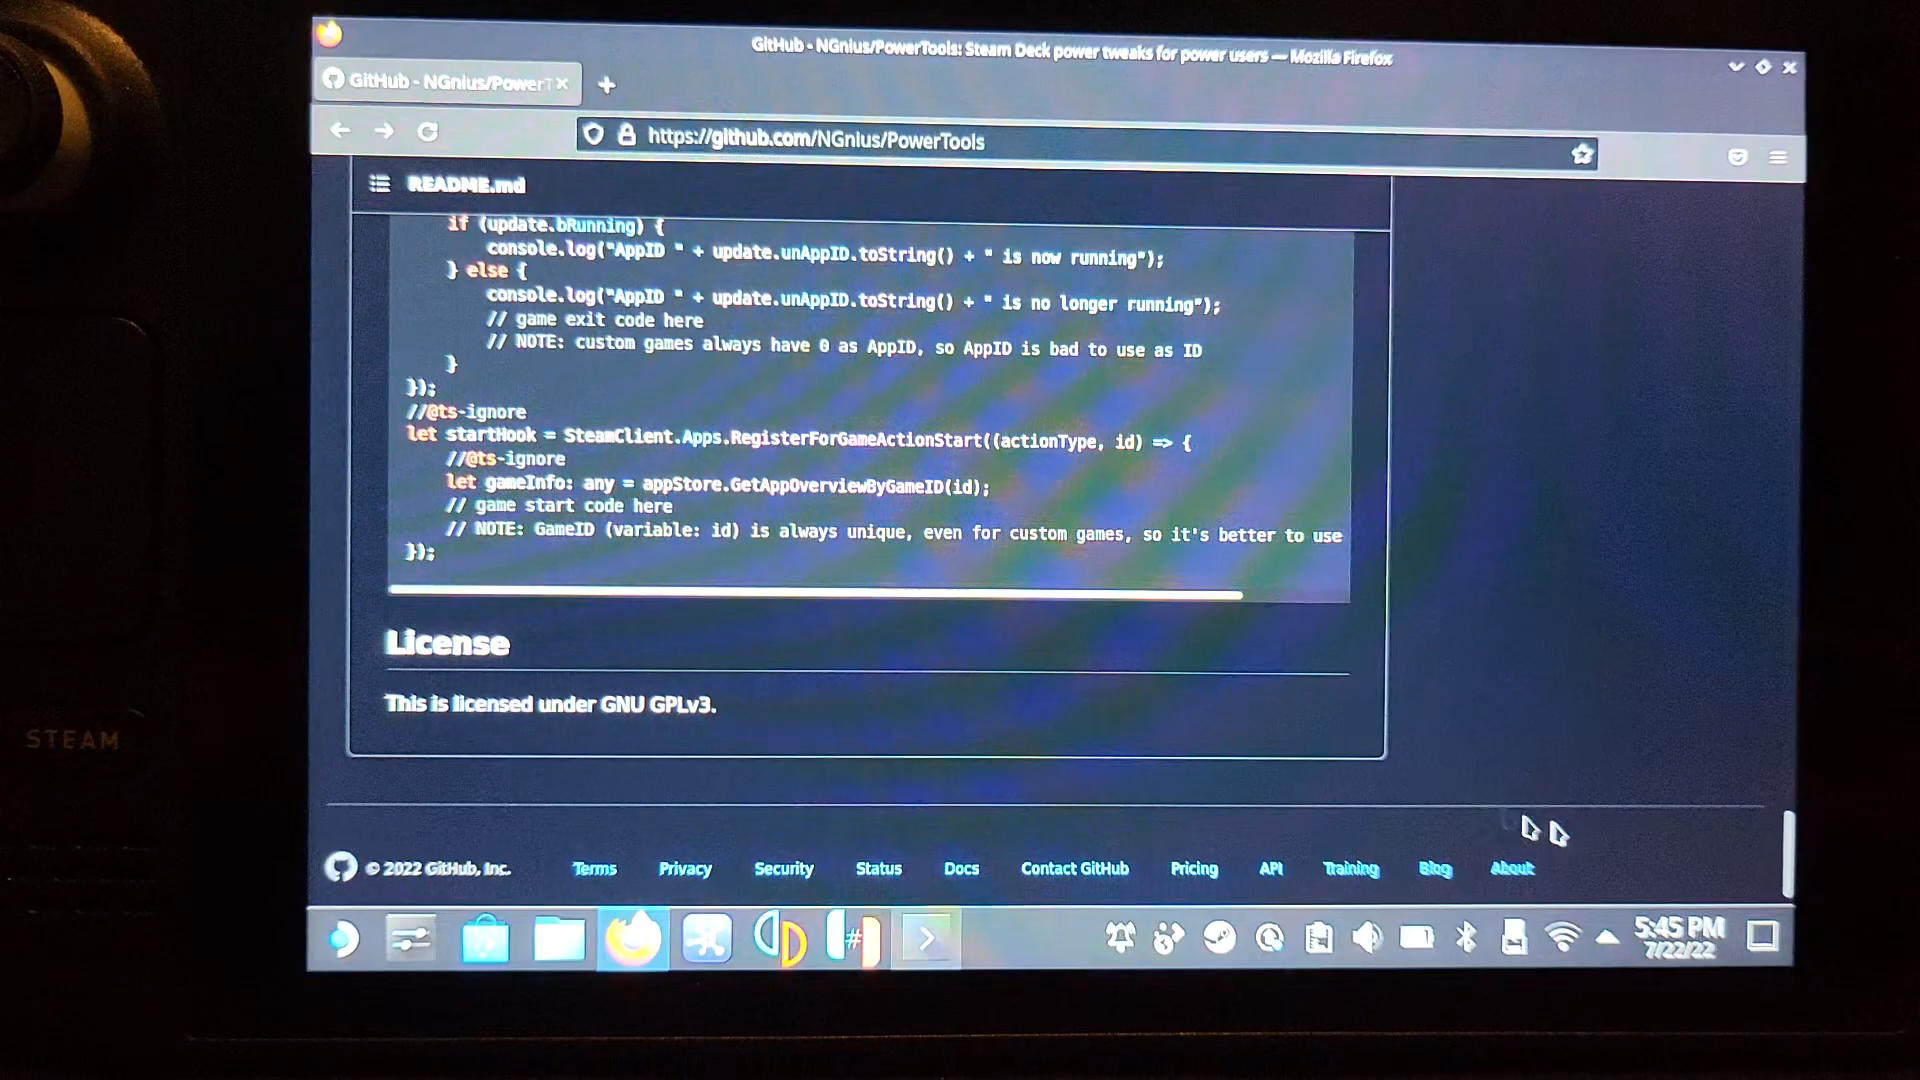 GitHub - NGnius/PowerTools: Steam Deck power tweaks for power users — Mozilla Firefox
GitHub - NGnius/PowerT
https://github.com/NGnius/PowerTools
README.md
if (update.bRunning) {
console.log("AppID " + update.unAppID.toString() + " is now running");
} else {
console.log("AppID " + update.unAppID.toString() + " is no longer running");
// game exit code here
// NOTE: custom games always have 0 as AppID, so AppID is bad to use as ID
}
});
//@ts-ignore
let startHook = SteamClient.Apps.RegisterForGameActionStart((actionType, id) => {
//@ts-ignore
let gameInfo: any = appStore.GetAppOverviewByGameID(id);
// game start code here
// NOTE: GameID (variable: id) is always unique, even for custom games, so it's better to use
});
License
This is licensed under GNU GPLv3.
STEAM
© 2022 GitHub, Inc. Terms Privacy Security Status Docs Contact GitHub Pricing API Training Blog About
5:45 PM
7/22/22